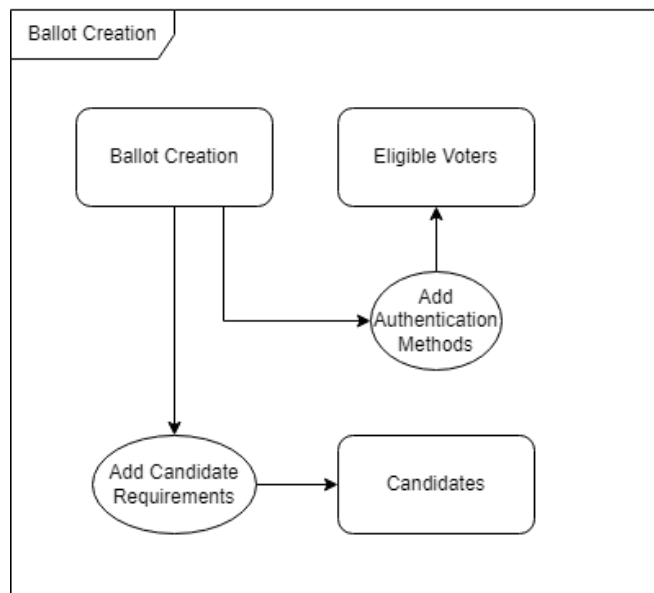 Ballot Creation
Ballot Creation
Eligible Voters
Add
Authentication
Methods
Add Candidate
Requirements
Candidates